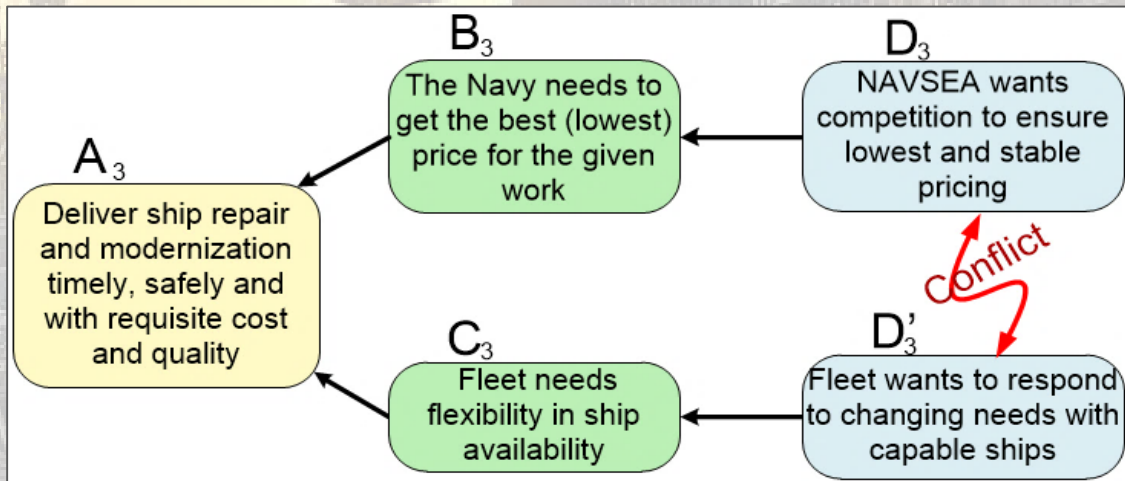 B3
The Navy needs to
get the best (lowest)
price for the given
work
D3
NAVSEA wants
competition to ensure
lowest and stable
pricing
A3
Deliver ship repair
and modernization
timely, safely and
with requisite cost
and quality
Conflict
C3
Fleet needs
flexibility in ship
availability
D3’
Fleet wants to respond
to changing needs with
capable ships